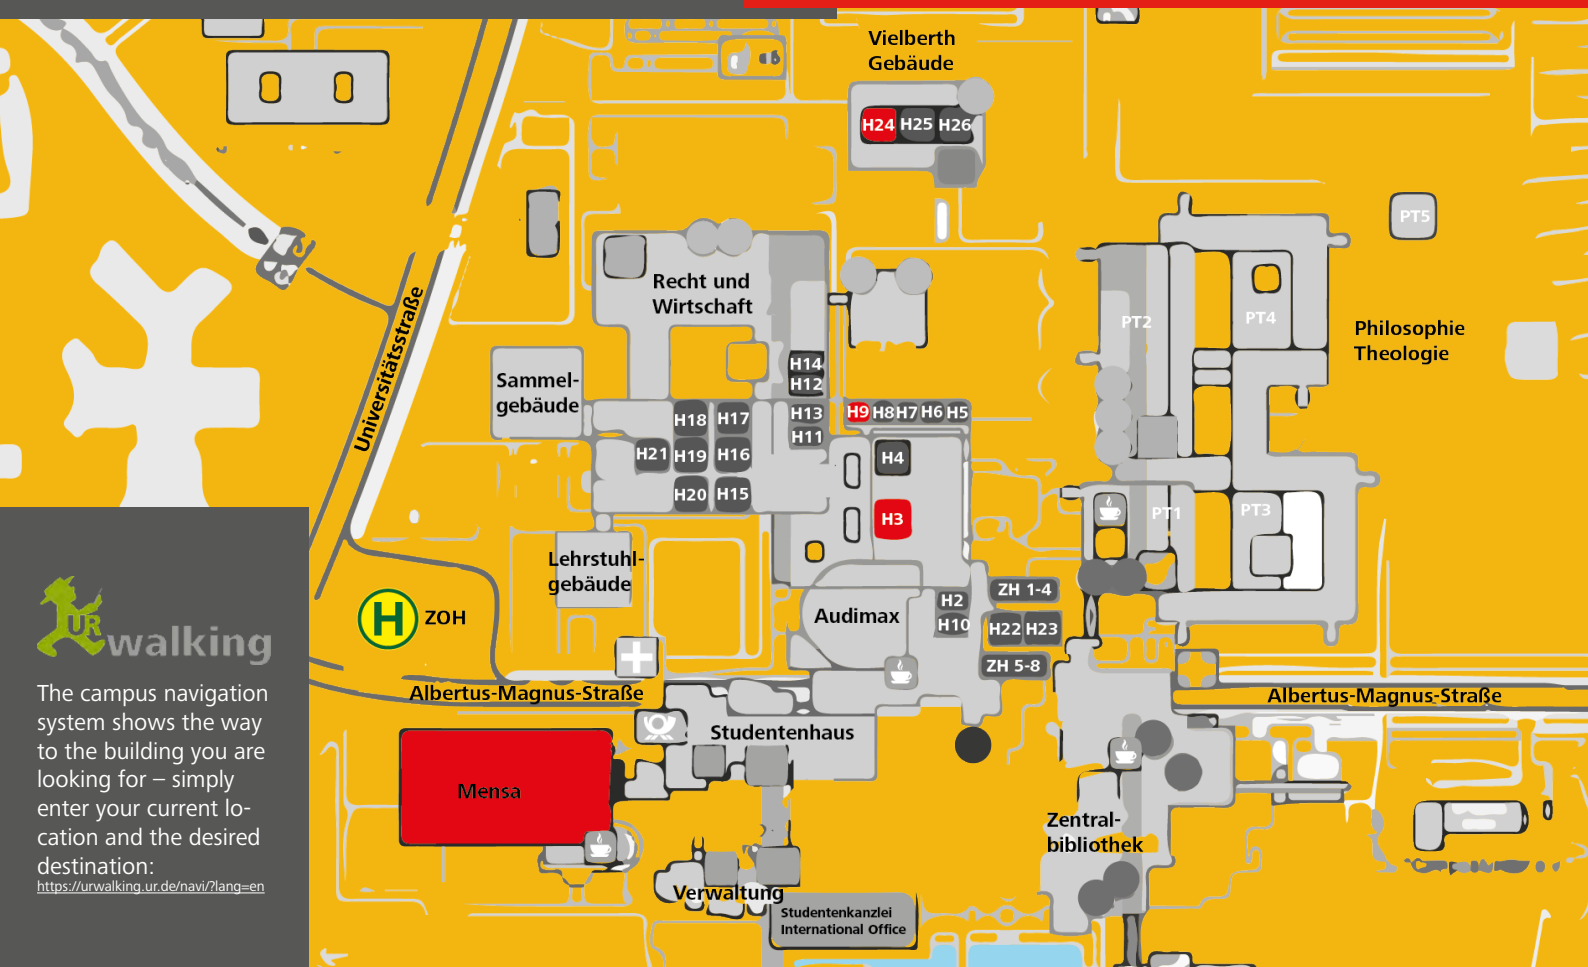 Vielberth
Gebäude
H24 H25 H26
PT5
Recht und
Wirtschaft
Universitätsstraße
PT2
PT4
Philosophie
Theologie
H14
H12
Sammel-
gebäude
H18 H17
H13
H9 H8 H7 H6 H5
H11
H21 H19 H16
H4
H20 H15
H3
PT1
PT3
Lehrstuhl-
gebäude
H ZOH
Audimax
H2
H10
ZH 1-4
H22 H23
ZH 5-8
UR walking
The campus navigation
system shows the way
to the building you are
looking for – simply
enter your current lo-
cation and the desired
destination:
https://urwalking.ur.de/navi/?lang=en
Albertus-Magnus-Straße
Albertus-Magnus-Straße
Studentenhaus
Mensa
Zentral-
bibliothek
Verwaltung
Studentenkanzlei
International Office